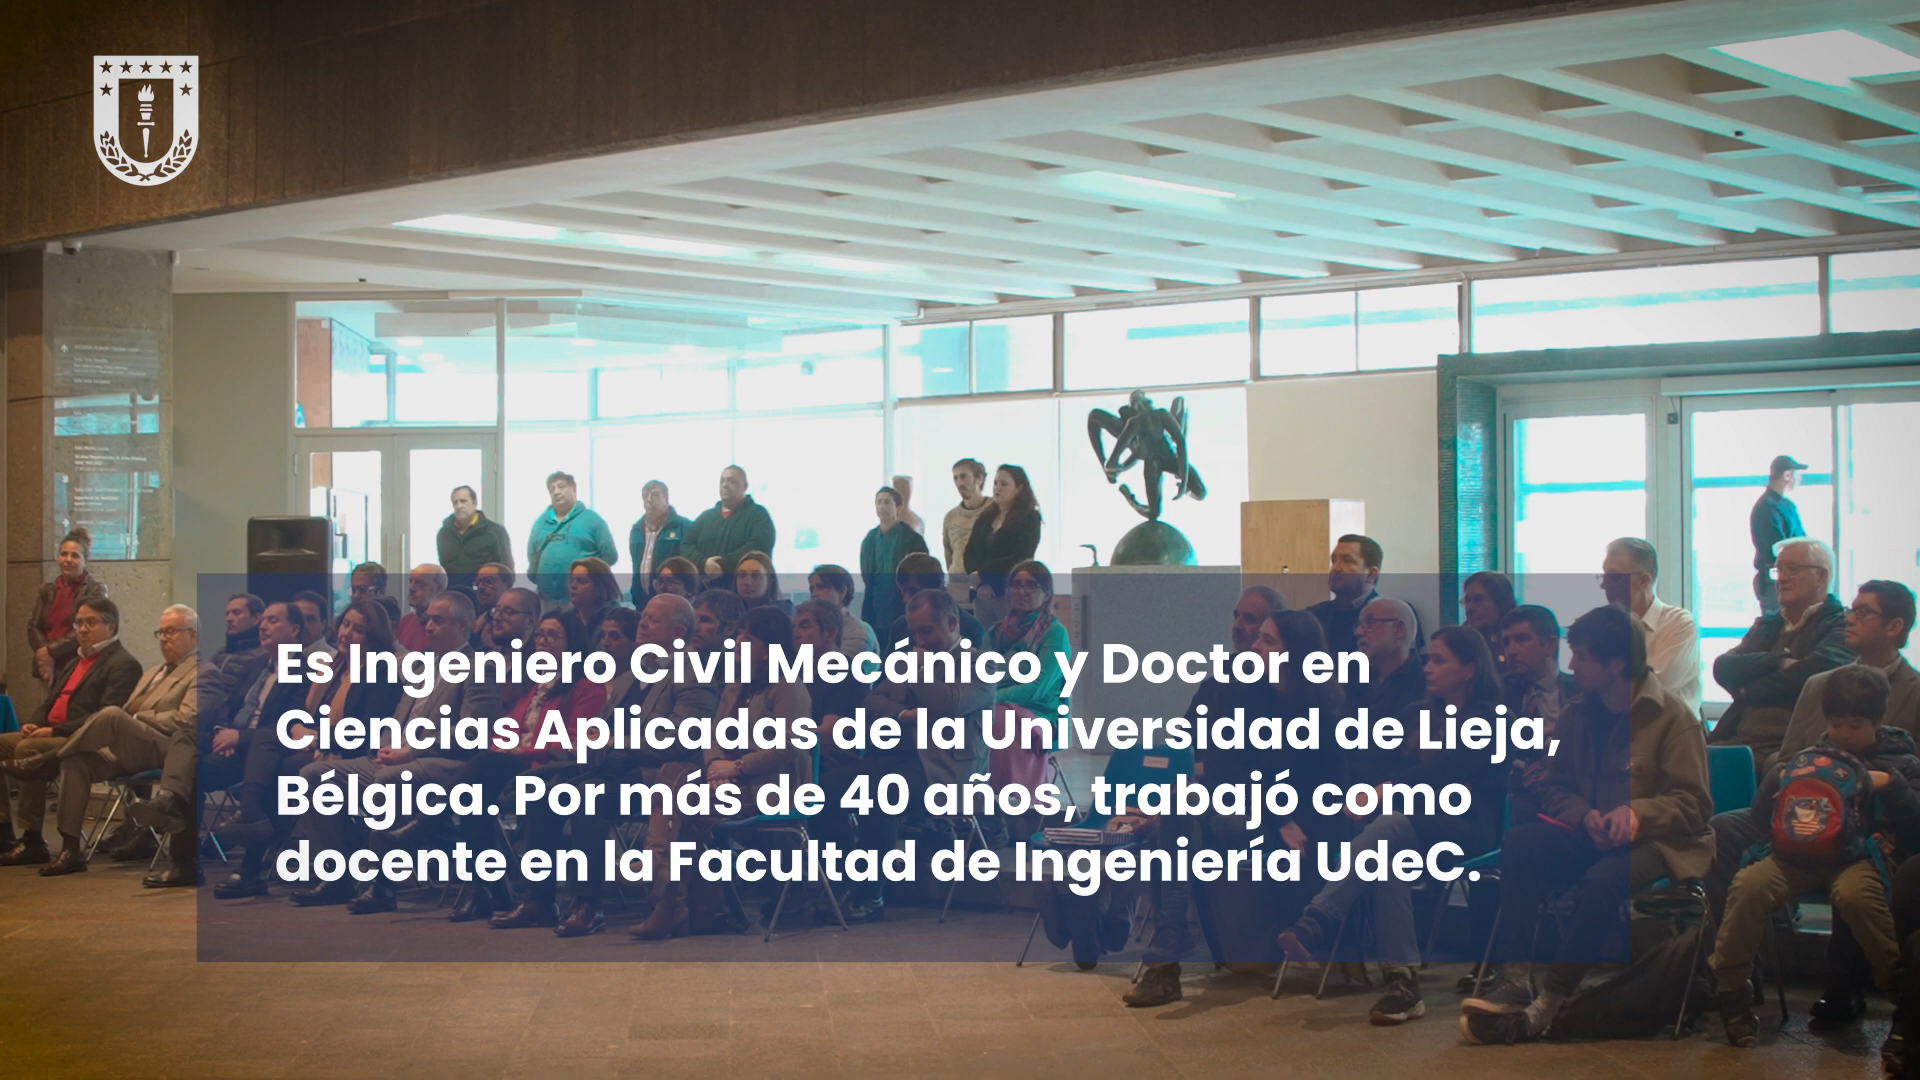 Es Ingeniero Civil Mecánico y Doctor en
Ciencias Aplicadas de la Universidad de Lieja,
Bélgica. Por más de 40 años, trabajó como
docente en la Facultad de Ingeniería UdeC.